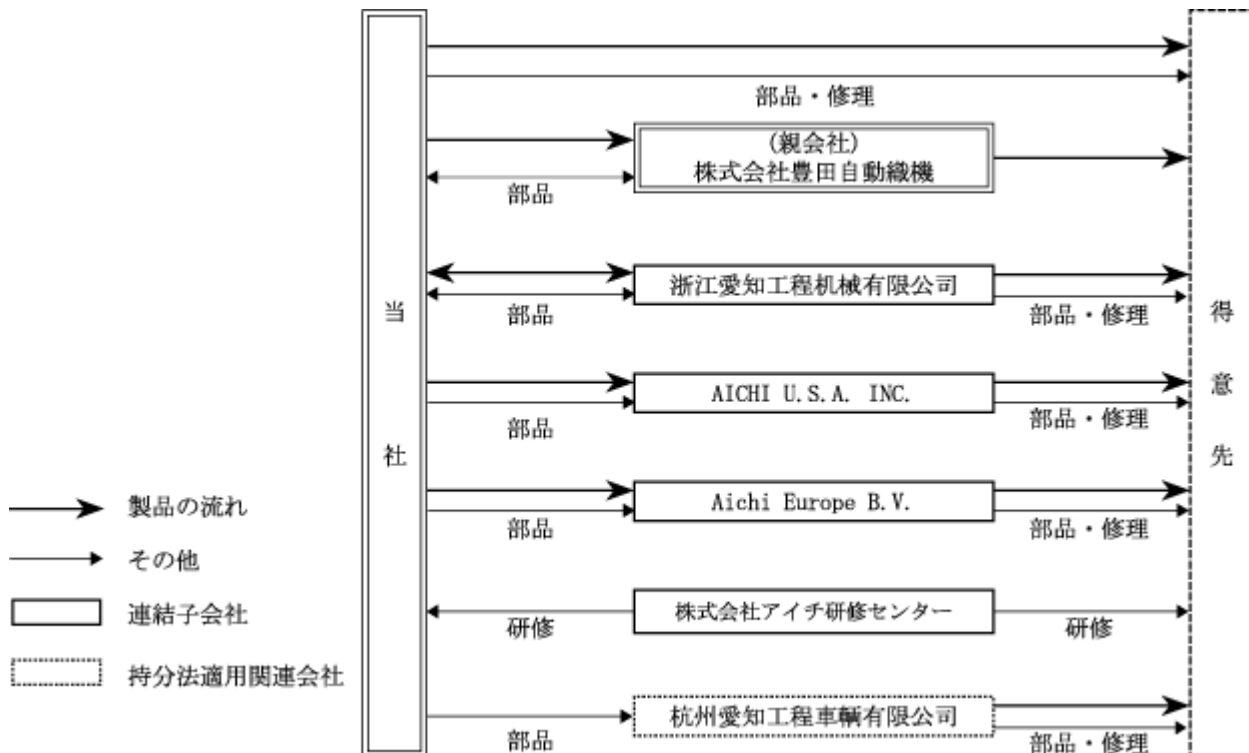 部品・修理
(親会社)
株式会社豊田自動織機
部品
浙江愛知工程机械有限公司
部品
部品・修理
当社
得意先
AICHI U.S.A. INC.
部品
部品・修理
Aichi Europe B.V.
部品
部品・修理
製品の流れ
その他
連結子会社
持分法適用関連会社
株式会社アイチ研修センター
研修
研修
杭州愛知工程車輌有限公司
部品
部品・修理